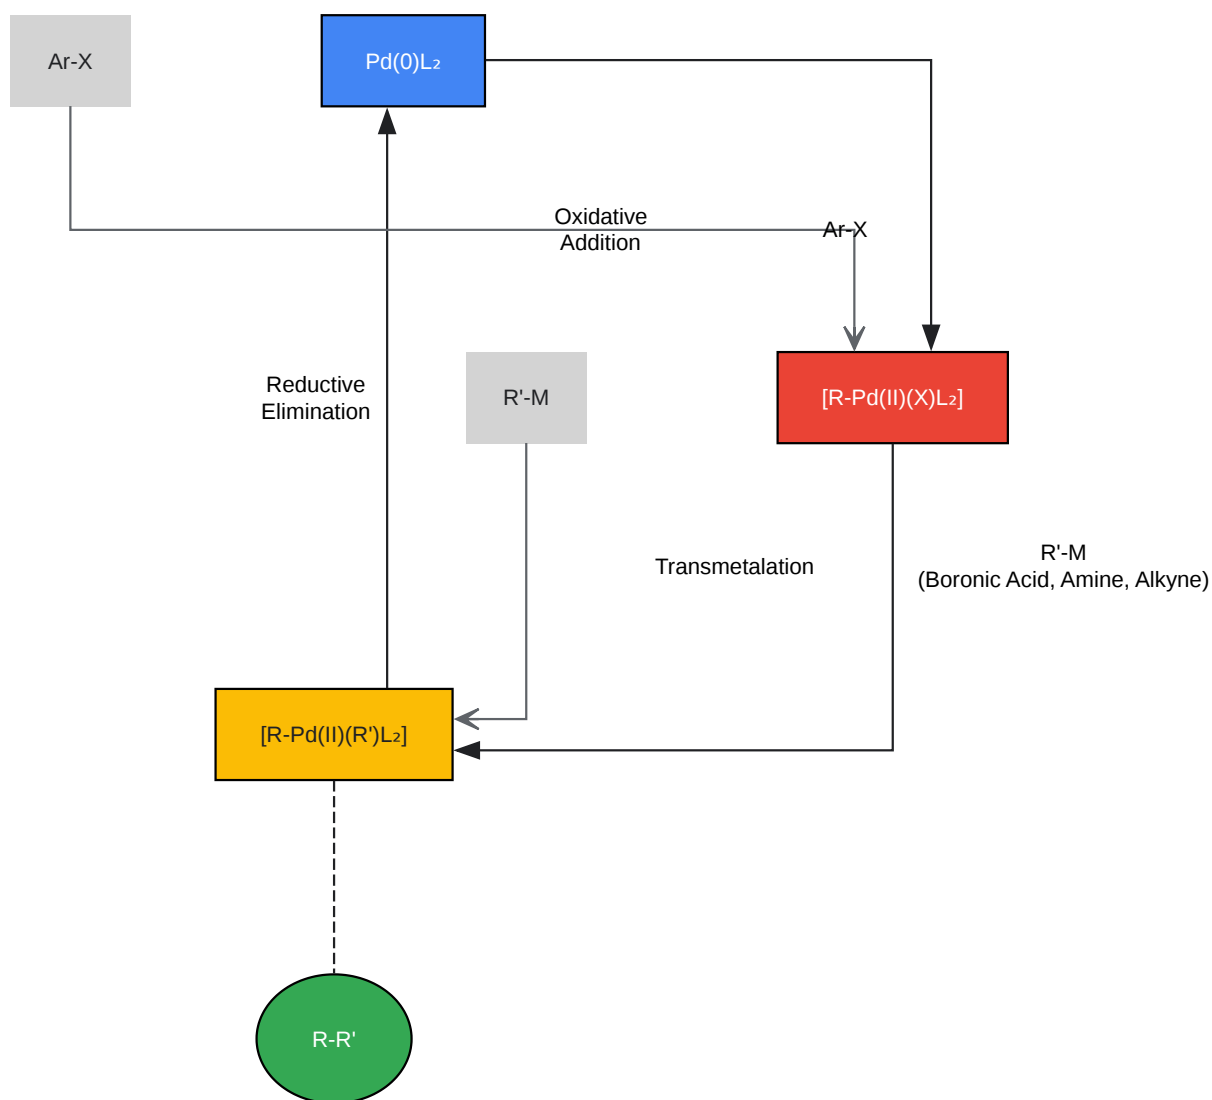 Ar-X
Pd(0)L₂
Oxidative
Addition
Ar-X
Reductive
Elimination
R'-M
[R-Pd(II)(X)L₂]
Transmetalation
R'-M
(Boronic Acid, Amine, Alkyne)
[R-Pd(II)(R')L₂]
R-R'